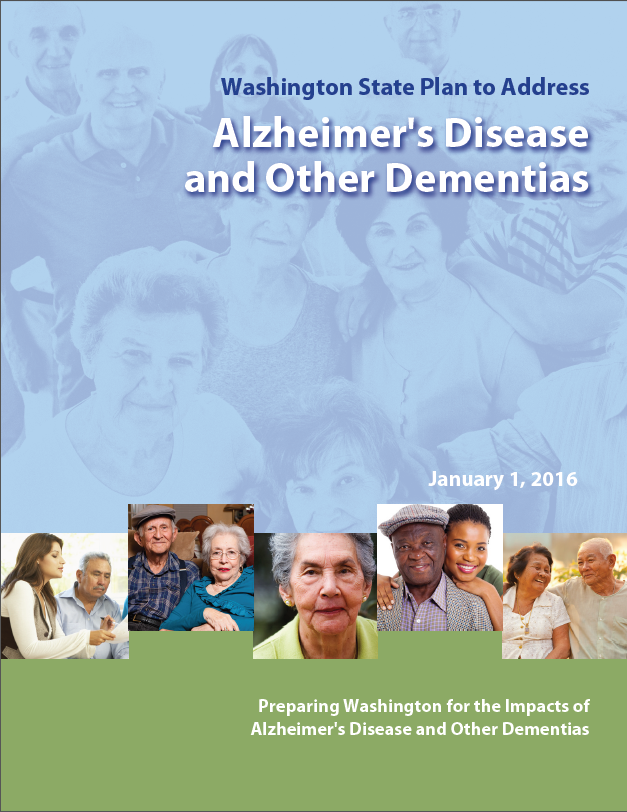 Washington State Plan to Address
Alzheimer's Disease
and Other Dementias
January 1, 2016
Preparing Washington for the Impacts of
Alzheimer's Disease and Other Dementias